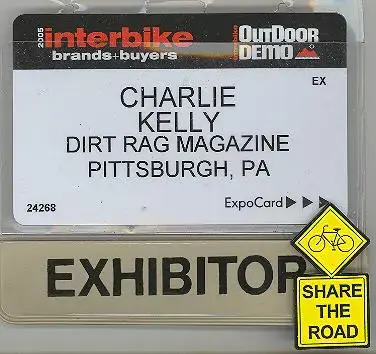 2005 interbike OUTDOOR
brands+buyers interbike DEMO
EX
CHARLIE
KELLY
DIRT RAG MAGAZINE
PITTSBURGH, PA
24268 ExpoCard
EXHIBITOR
SHARE
THE
ROAD